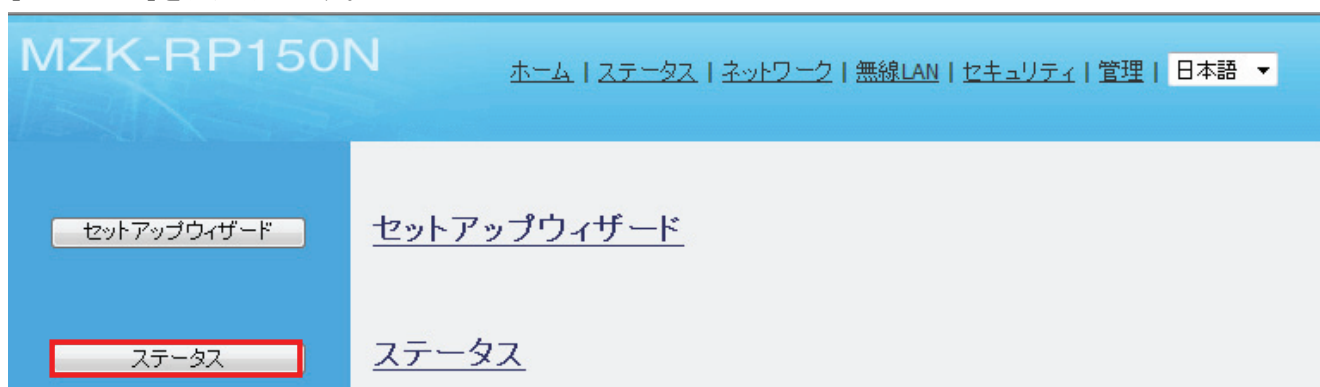 MZK-RP150N
ホーム | ステータス | ネットワーク | 無線LAN | セキュリティ | 管理 | 日本語
セットアップウィザード
セットアップウィザード
ステータス
ステータス